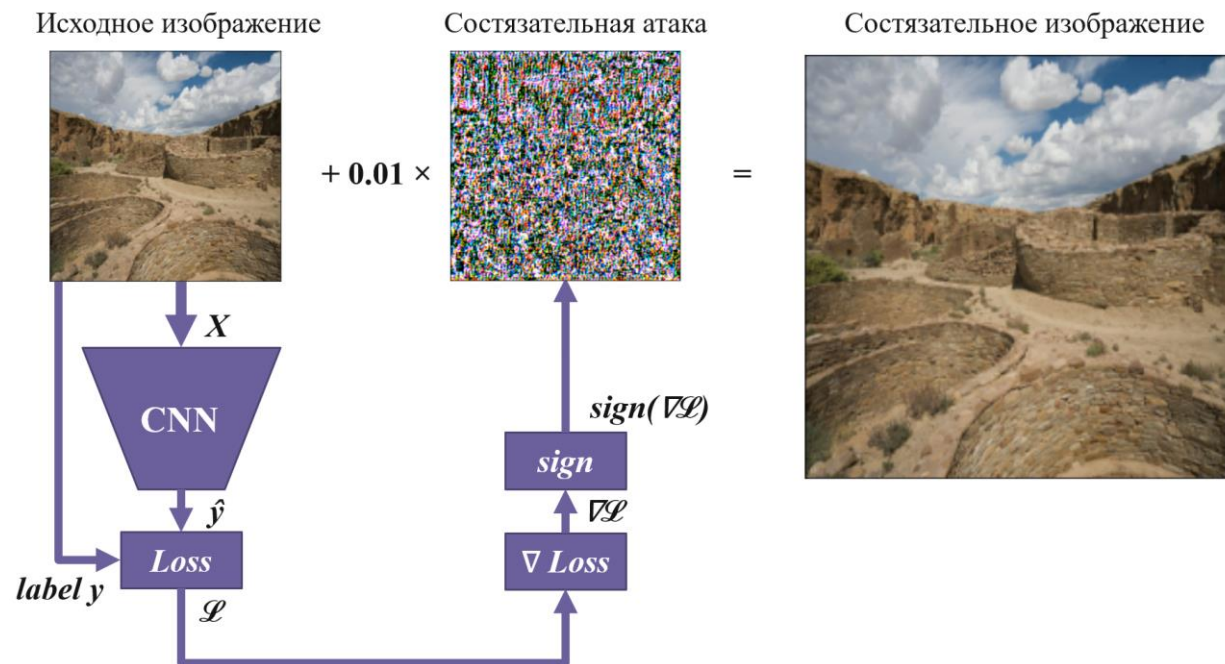 Исходное изображение
Состязательная атака
Состязательное изображение
+ 0.01 ×
=
X
CNN
ŷ
Loss
label y
ℒ
∇ Loss
∇ℒ
sign
sign(∇ℒ)